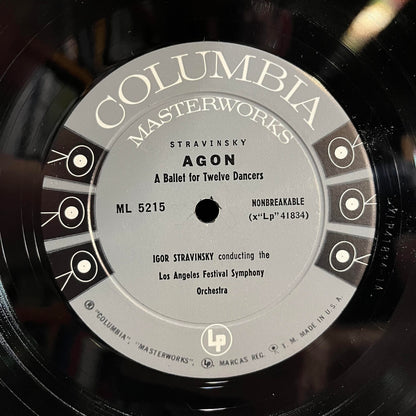 COLUMBIA
MASTERWORKS
STRAVINSKY
AGON
A Ballet for Twelve Dancers
ML 5215
NONBREAKABLE
(x"Lp" 41834)
IGOR STRAVINSKY conducting the
Los Angeles Festival Symphony
Orchestra
LP
® "COLUMBIA", "MASTERWORKS", LP, MARCAS REG. ® T. M. MADE IN U.S.A.